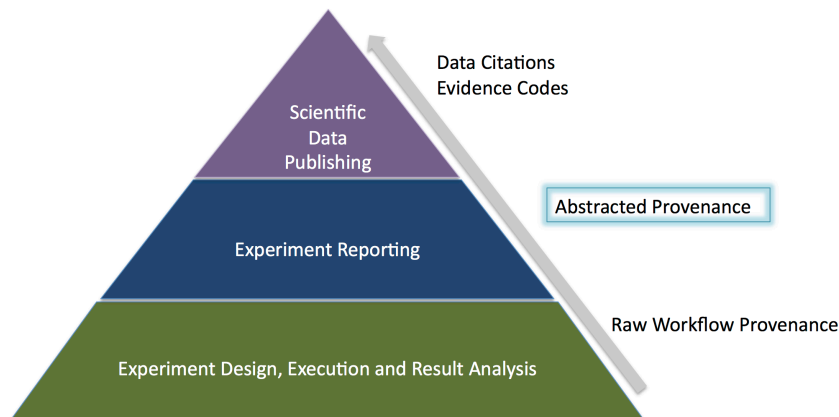 Scientific
Data
Publishing
Experiment Reporting
Experiment Design, Execution and Result Analysis
Data Citations
Evidence Codes
Abstracted Provenance
Raw Workflow Provenance